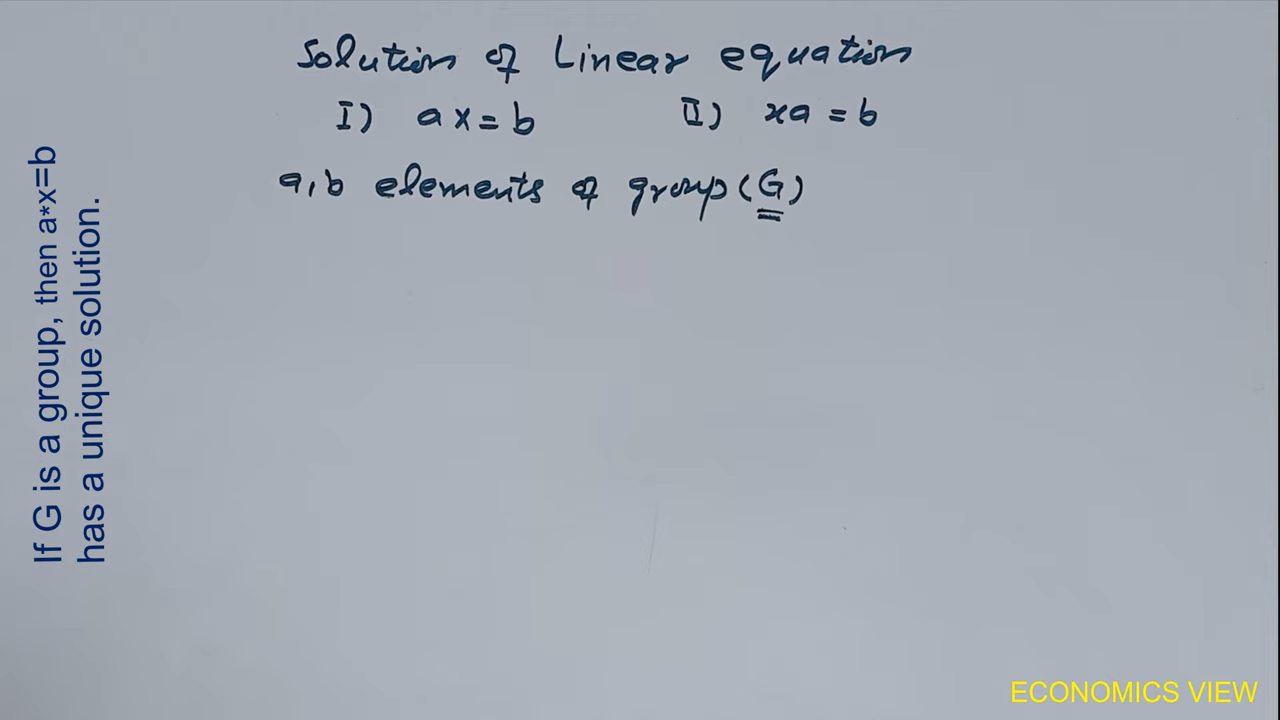 Solution of Linear equation
I) ax = b II) xa = b
a, b elements of group (G)
If G is a group, then a*x=b
has a unique solution.
ECONOMICS VIEW